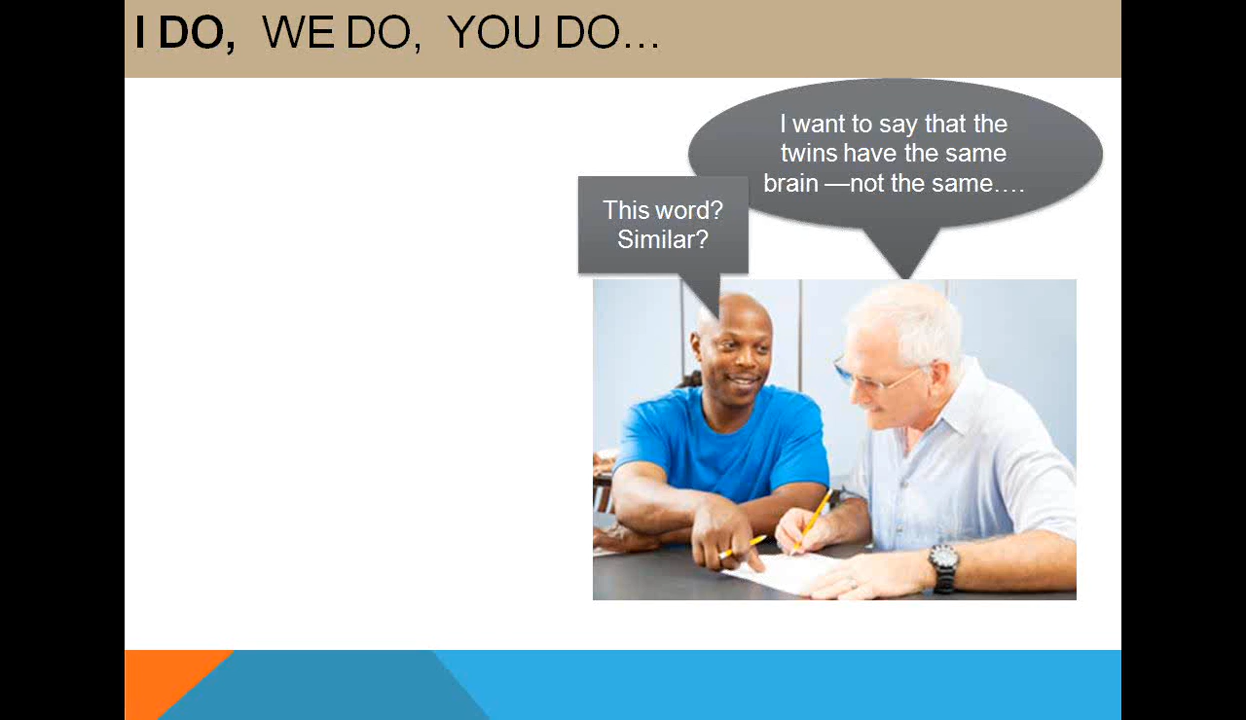 I DO, WE DO, YOU DO...
I want to say that the
twins have the same
brain —not the same….
This word?
Similar?